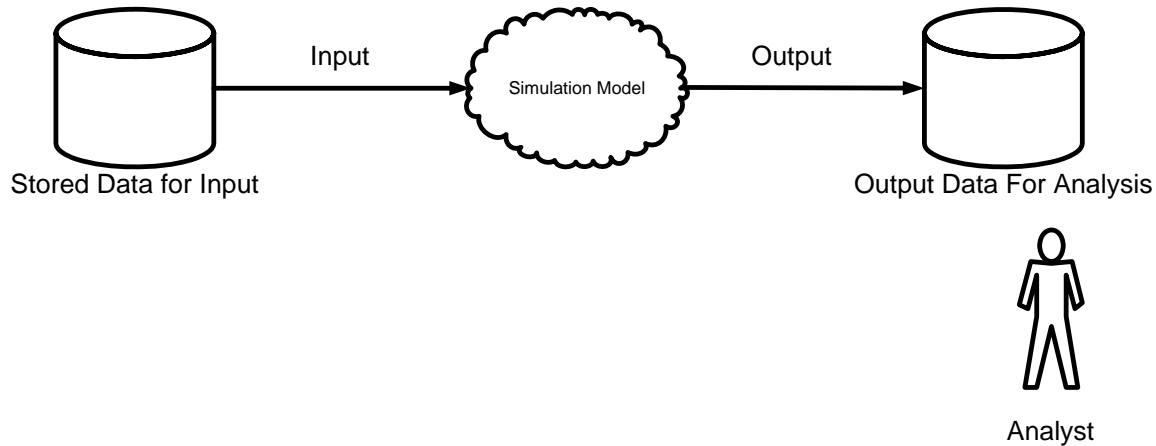 Input
Simulation Model
Output
Stored Data for Input
Output Data For Analysis
Analyst